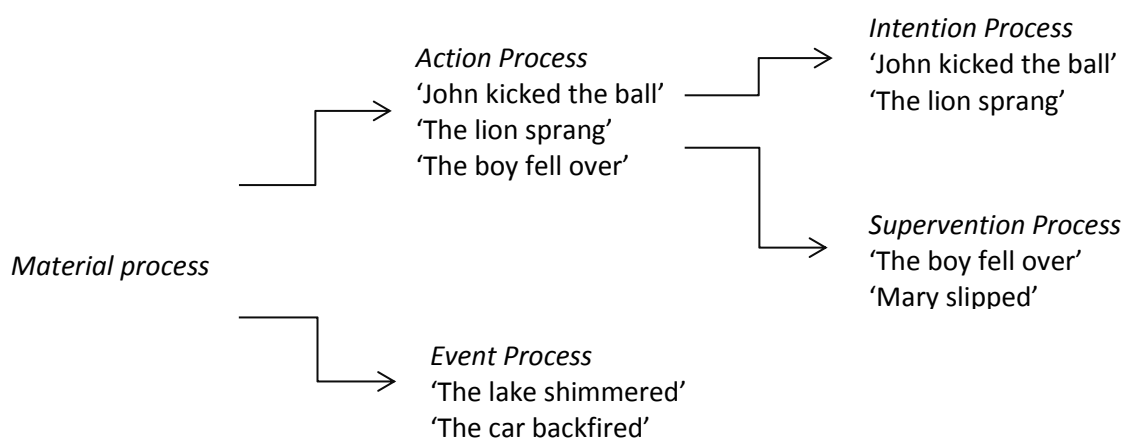 Material process
Action Process
‘John kicked the ball’
‘The lion sprang’
‘The boy fell over’
Event Process
‘The lake shimmered’
‘The car backfired’
Intention Process
‘John kicked the ball’
‘The lion sprang’
Supervention Process
‘The boy fell over’
‘Mary slipped’